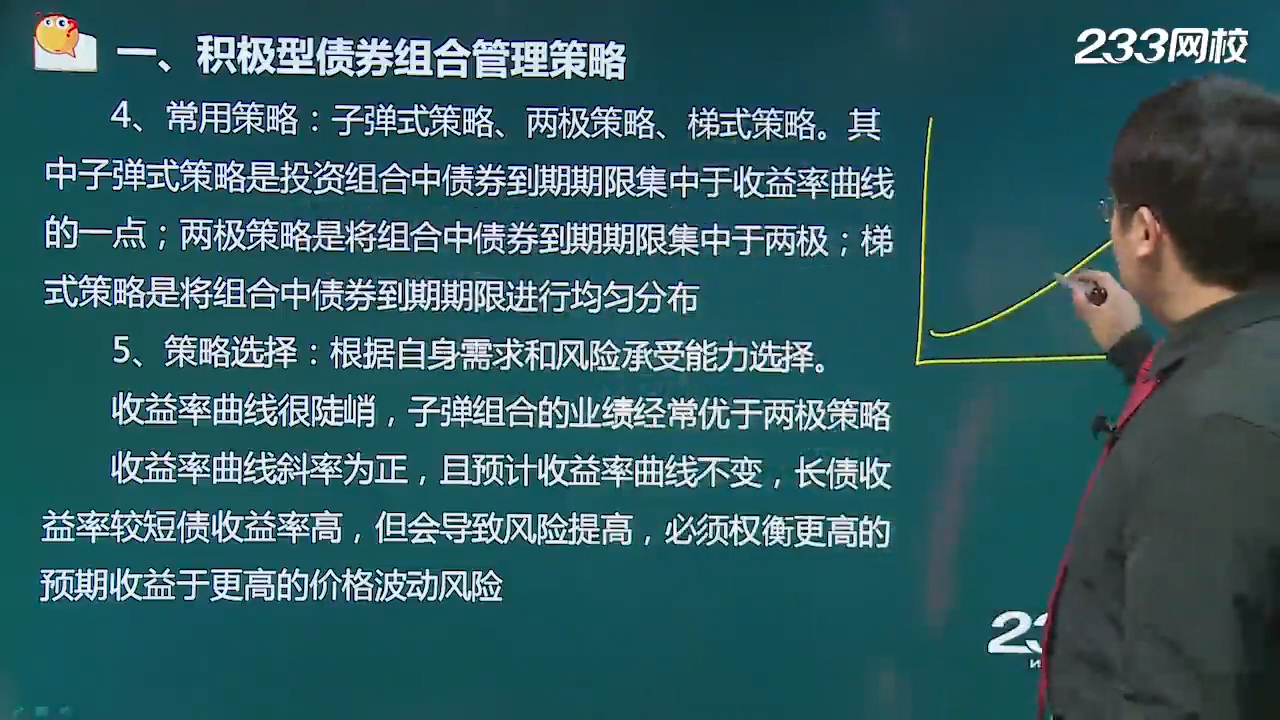 233网校
一、积极型债券组合管理策略
4、常用策略：子弹式策略、两极策略、梯式策略。其
中子弹式策略是投资组合中债券到期期限集中于收益率曲线
的一点；两极策略是将组合中债券到期期限集中于两极；梯
式策略是将组合中债券到期期限进行均匀分布
5、策略选择：根据自身需求和风险承受能力选择。
收益率曲线很陡峭，子弹组合的业绩经常优于两极策略
收益率曲线斜率为正，且预计收益率曲线不变，长债收
益率较短债收益率高，但会导致风险提高，必须权衡更高的
预期收益于更高的价格波动风险
23